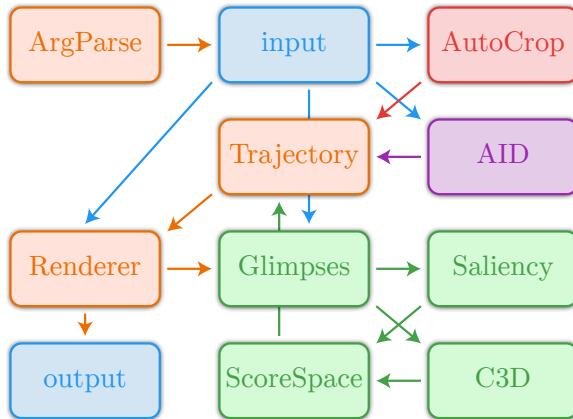 ArgParse
input
AutoCrop
Trajectory
AID
Renderer
Glimpses
Saliency
output
ScoreSpace
C3D